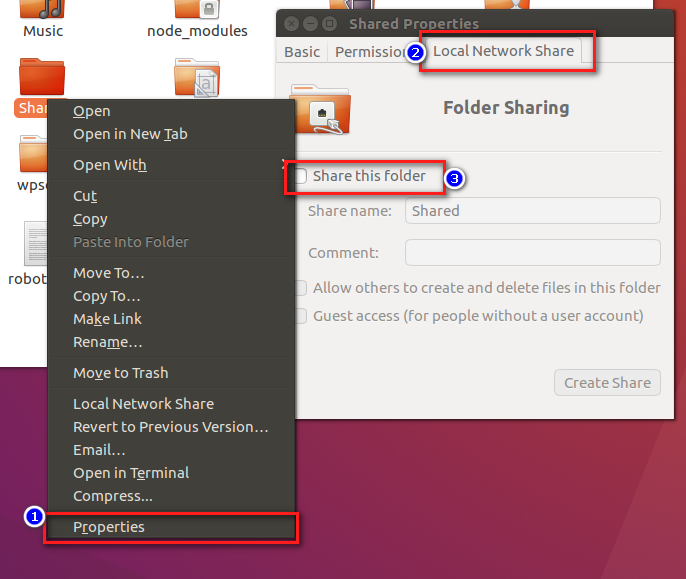 Music
node_modules
Shar
wpsc
robot
Open
Open in New Tab
Open With
Cut
Copy
Paste Into Folder
Move To…
Copy To…
Make Link
Rename…
Move to Trash
Local Network Share
Revert to Previous Version…
Email…
Open in Terminal
Compress...
1
Properties
Shared Properties
Basic
Permission
2
Local Network Share
Folder Sharing
Share this folder
3
Share name:
Shared
Comment:
Allow others to create and delete files in this folder
Guest access (for people without a user account)
Create Share